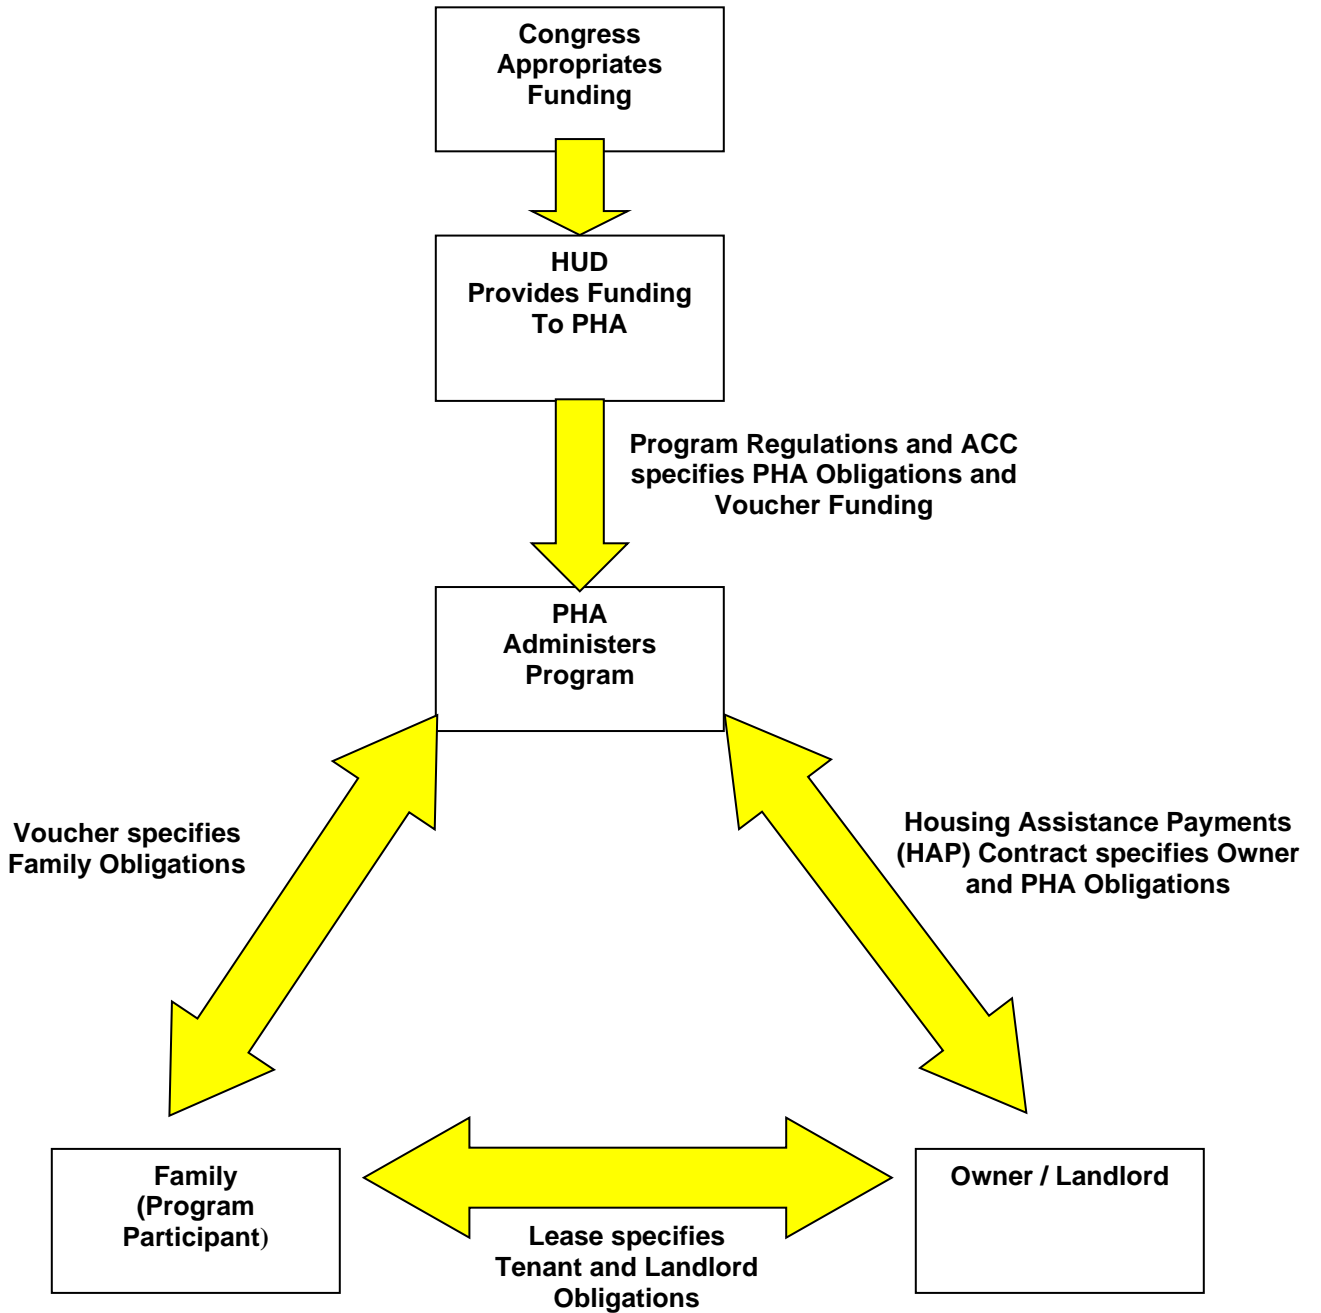 Congress
Appropriates
Funding
HUD
Provides Funding
To PHA
Program Regulations and ACC
specifies PHA Obligations and
Voucher Funding
PHA
Administers
Program
Voucher specifies
Family Obligations
Housing Assistance Payments
(HAP) Contract specifies Owner
and PHA Obligations
Family
(Program
Participant)
Owner / Landlord
Lease specifies
Tenant and Landlord
Obligations